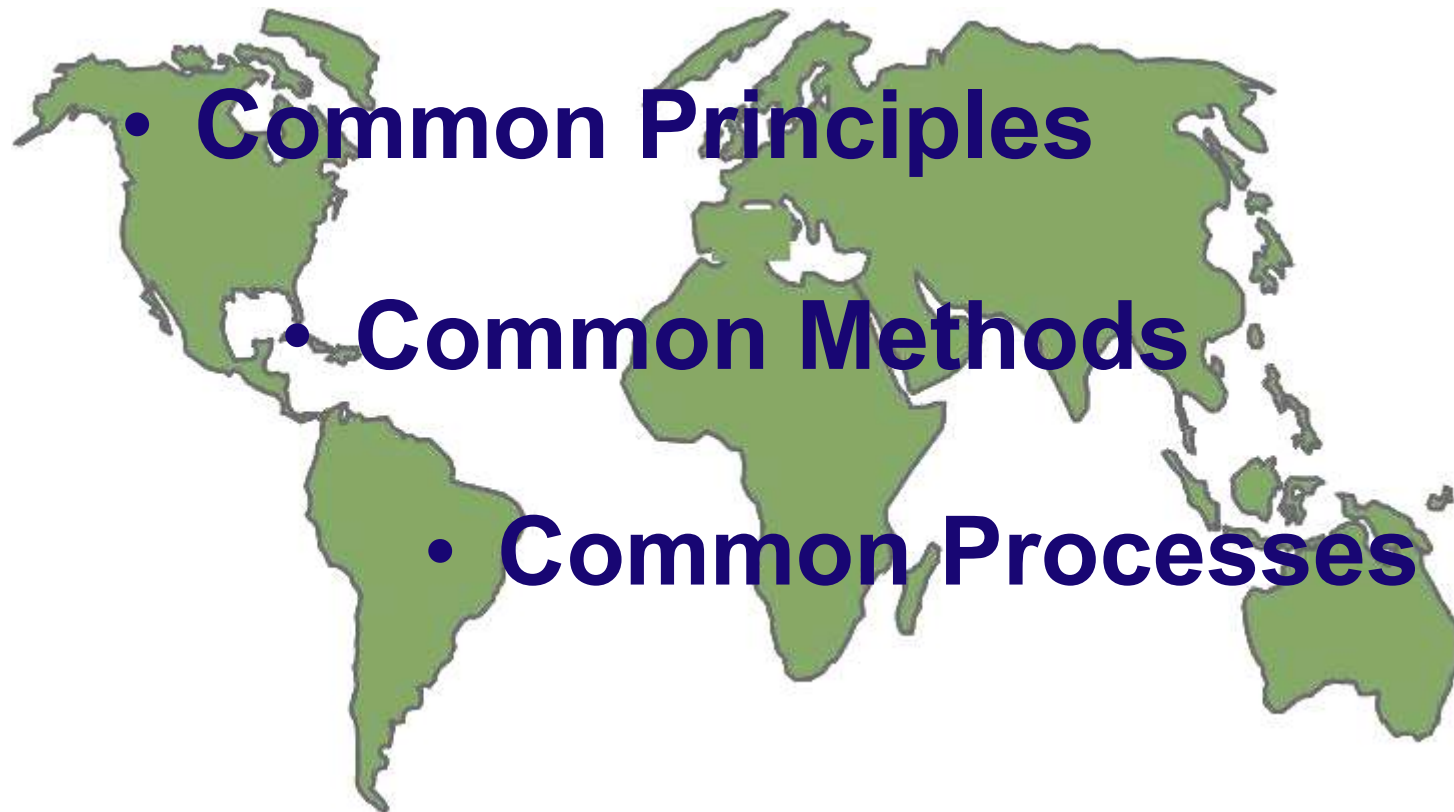 • Common Principles
• Common Methods
• Common Processes